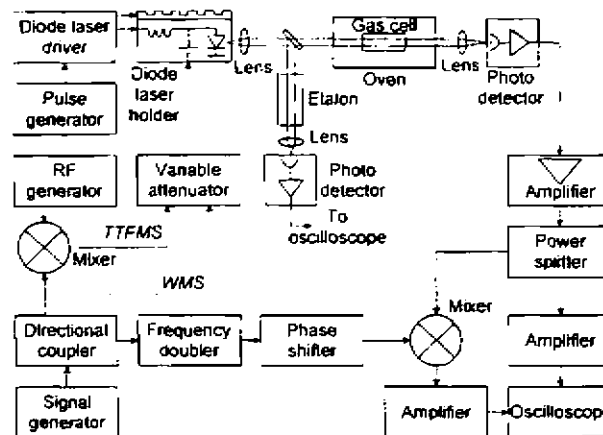 Diode laser
driver
Diode
laser
holder
Lens
Gas cell
Oven
Lens
Photo
detector
Pulse
generator
Etalon
Lens
RF
generator
Variable
attenuator
Photo
detector
To
oscilloscope
Amplifier
TTFMS
Mixer
Power
splitter
WMS
Mixer
Directional
coupler
Frequency
doubler
Phase
shifter
Amplifier
Signal
generator
Amplifier
Oscilloscope